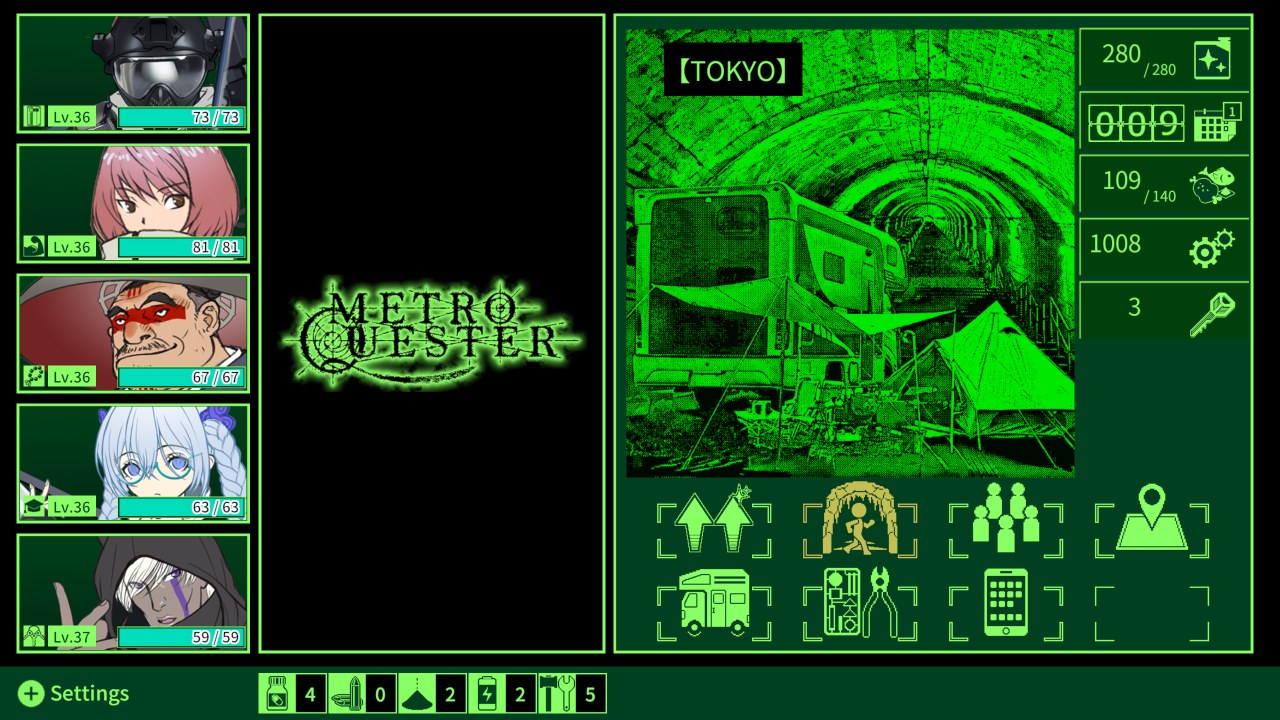 Lv.36
73/73
Lv.36
81/81
Lv.36
67/67
Lv.36
63/63
Lv.37
59/59
METRO
QUESTER
【TOKYO】
280/280
009
1
109/140
1008
3
+ Settings
4
0
2
2
5